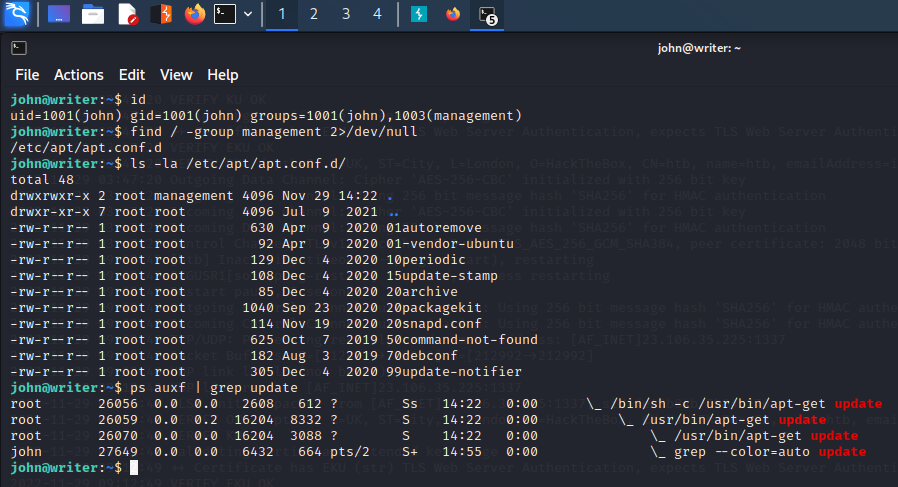 1 2 3 4
5
john@writer: ~
File Actions Edit View Help
john@writer:~$ id
uid=1001(john) gid=1001(john) groups=1001(john),1003(management)
john@writer:~$ find / -group management 2>/dev/null
/etc/apt/apt.conf.d
john@writer:~$ ls -la /etc/apt/apt.conf.d/
total 48
drwxrwxr-x 2 root management 4096 Nov 29 14:22 .
drwxr-xr-x 7 root root 4096 Jul 9 2021 ..
-rw-r--r-- 1 root root 630 Apr 9 2020 01autoremove
-rw-r--r-- 1 root root 92 Apr 9 2020 01-vendor-ubuntu
-rw-r--r-- 1 root root 129 Dec 4 2020 10periodic
-rw-r--r-- 1 root root 108 Dec 4 2020 15update-stamp
-rw-r--r-- 1 root root 85 Dec 4 2020 20archive
-rw-r--r-- 1 root root 1040 Sep 23 2020 20packagekit
-rw-r--r-- 1 root root 114 Nov 19 2020 20snapd.conf
-rw-r--r-- 1 root root 625 Oct 7 2019 50command-not-found
-rw-r--r-- 1 root root 182 Aug 3 2019 70debconf
-rw-r--r-- 1 root root 305 Dec 4 2020 99update-notifier
john@writer:~$ ps auxf | grep update
root 26056 0.0 0.0 2608 612 ? Ss 14:22 0:00 \_ /bin/sh -c /usr/bin/apt-get update
root 26059 0.0 0.2 16204 8332 ? S 14:22 0:00 \_ /usr/bin/apt-get update
root 26070 0.0 0.0 16204 3088 ? S 14:22 0:00 \_ /usr/bin/apt-get update
john 27649 0.0 0.0 6432 664 pts/2 S+ 14:55 0:00 \_ grep --color=auto update
john@writer:~$